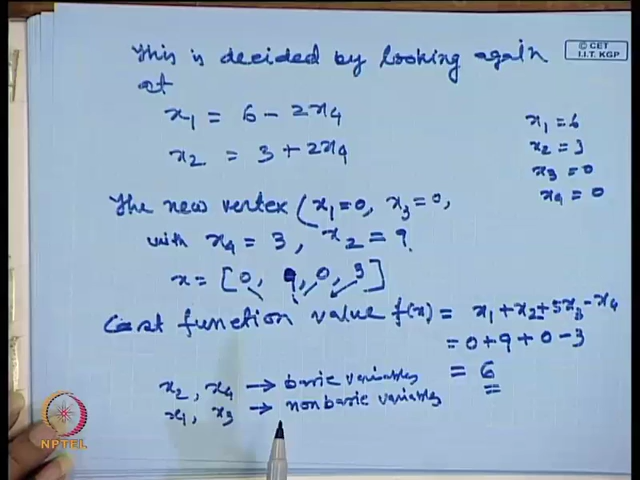 This is decided by looking again
at
© CET
I.I.T. KGP
x₁ = 6 - 2x₄
x₂ = 3 + 2x₄
x₁ = 6
x₂ = 3
x₃ = 0
x₄ = 0
The new vertex (x₁ = 0, x₃ = 0,
with x₄ = 3, x₂ = 9.
x = [0, 9, 0, 3]
Cost function value f(x) = x₁ + x₂ + 5x₃ - x₄
= 0 + 9 + 0 - 3
= 6
x₂, x₄ → basic variables
x₁, x₃ → nonbasic variables
NPTEL